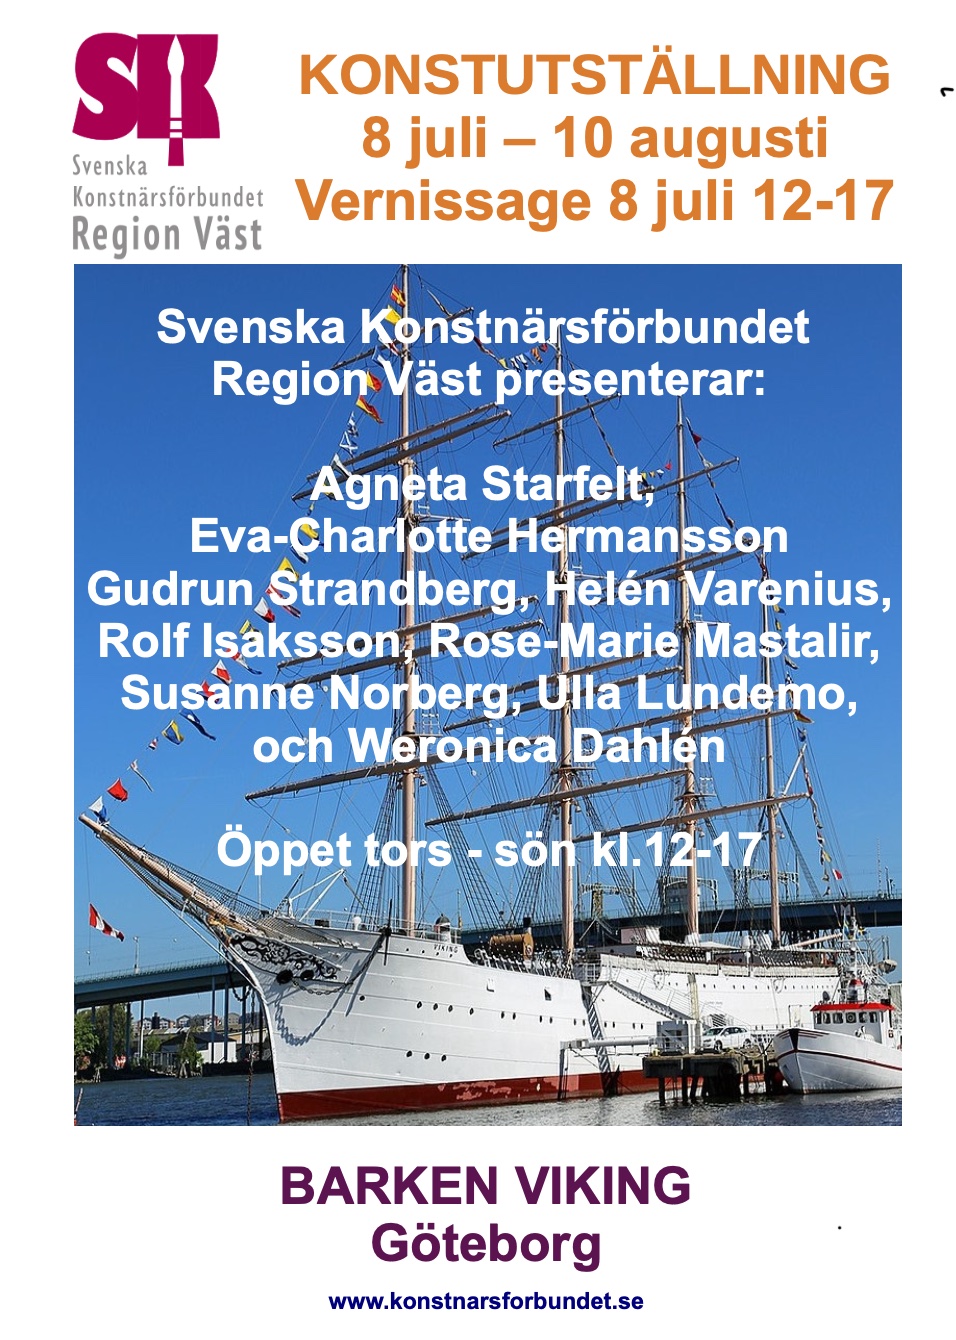 SK
Svenska
Konstnärsförbundet
Region Väst
KONSTUTSTÄLLNING
8 juli – 10 augusti
Vernissage 8 juli 12-17
Svenska Konstnärsförbundet
Region Väst presenterar:
Agneta Starfelt,
Eva-Charlotte Hermansson
Gudrun Strandberg, Helén Varenius,
Rolf Isaksson, Rose-Marie Mastalir,
Susanne Norberg, Ulla Lundemo,
och Weronica Dahlén
Öppet tors - sön kl.12-17
VIKING
BARKEN VIKING
Göteborg
www.konstnarsforbundet.se